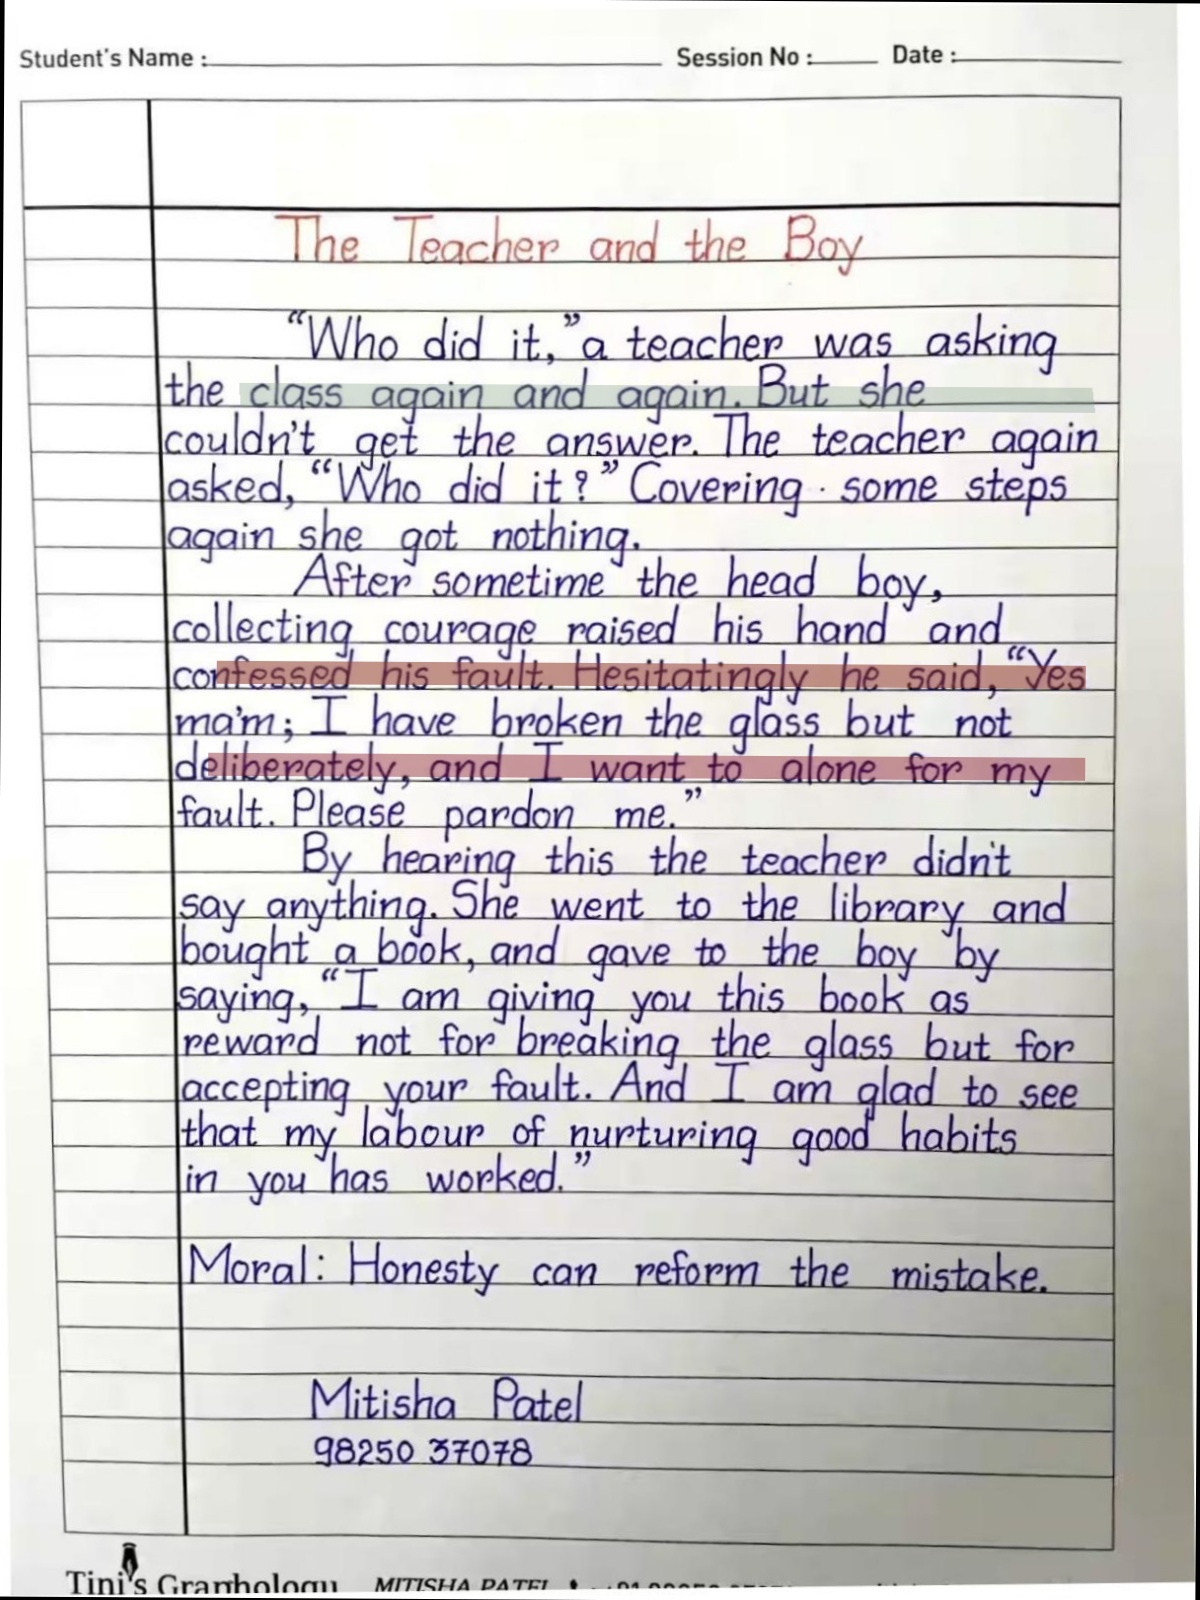 Student's Name : Session No : Date :
The Teacher and the Boy
“Who did it,” a teacher was asking
the class again and again. But she
couldn't get the answer. The teacher again
asked, “Who did it?” Covering some steps
again she got nothing.
After sometime the head boy,
collecting courage raised his hand and
confessed his fault. Hesitatingly he said, “Yes
ma'm; I have broken the glass but not
deliberately, and I want to alone for my
fault. Please pardon me.”
By hearing this the teacher didn't
say anything. She went to the library and
bought a book, and gave to the boy by
saying, “I am giving you this book as
reward not for breaking the glass but for
accepting your fault. And I am glad to see
that my labour of nurturing good habits
in you has worked.”
Moral: Honesty can reform the mistake.
Mitisha Patel
98250 37078
Tini's Graphology MITISHA PATEL